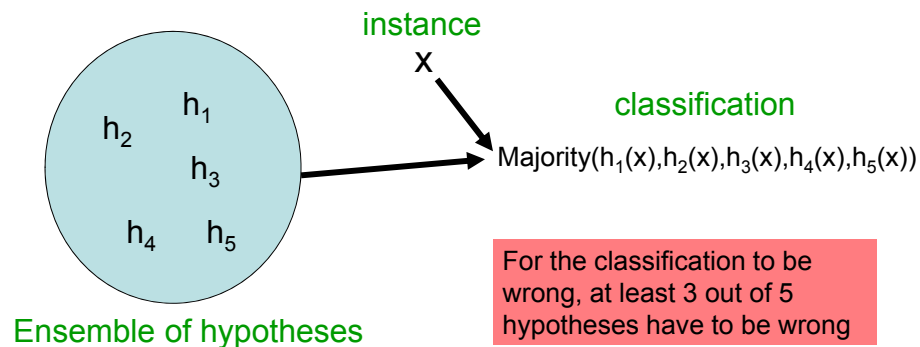 instance
x
h₁
h₂
h₃
h₄ h₅
Ensemble of hypotheses
classification
Majority(h₁(x),h₂(x),h₃(x),h₄(x),h₅(x))
For the classification to be
wrong, at least 3 out of 5
hypotheses have to be wrong